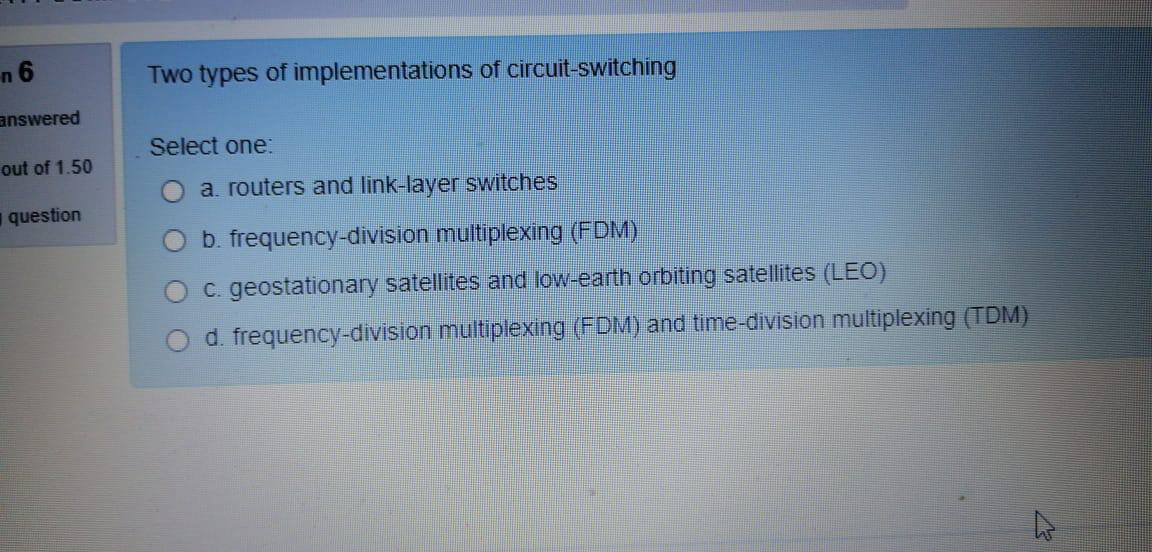 6
answered
out of 1.50
question
Two types of implementations of circuit-switching
Select one:
a. routers and link-layer switches
b. frequency-division multiplexing (FDM)
c. geostationary satellites and low-earth orbiting satellites (LEO)
d. frequency-division multiplexing (FDM) and time-division multiplexing (TDM)